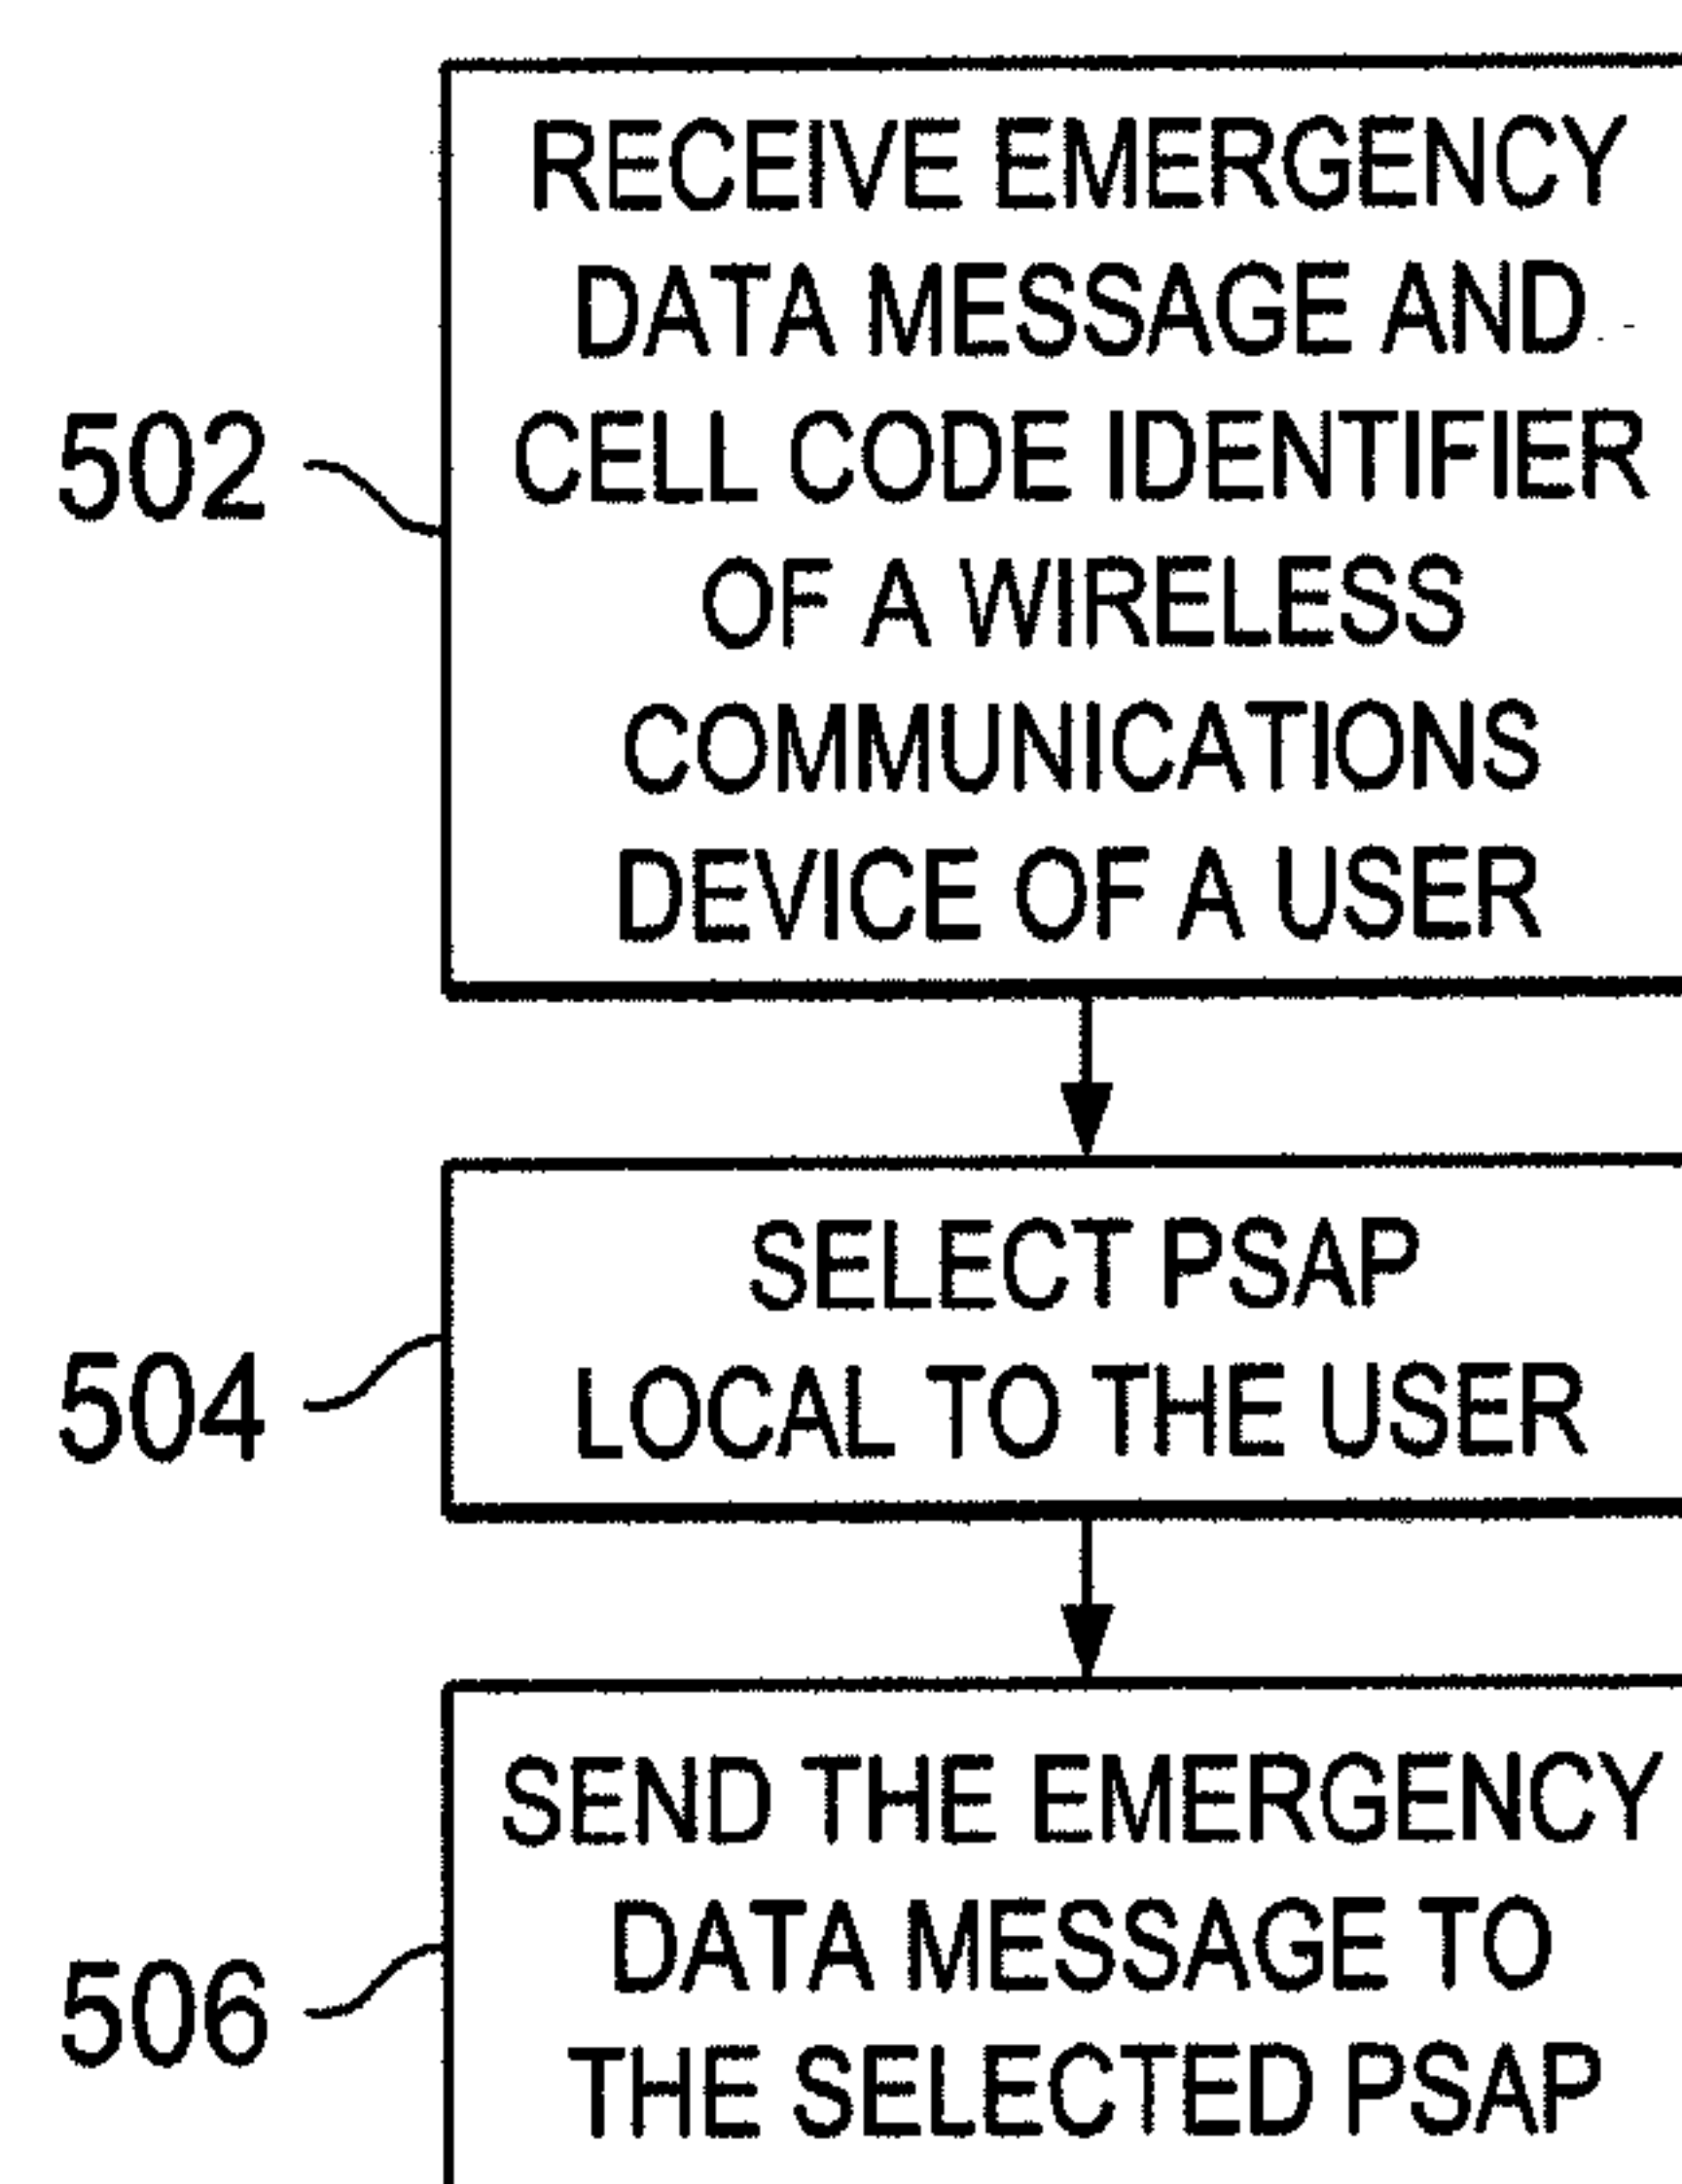 RECEIVE EMERGENCY
DATA MESSAGE AND
CELL CODE IDENTIFIER
OF A WIRELESS
COMMUNICATIONS
DEVICE OF A USER
502
SELECT PSAP
LOCAL TO THE USER
504
SEND THE EMERGENCY
DATA MESSAGE TO
THE SELECTED PSAP
506